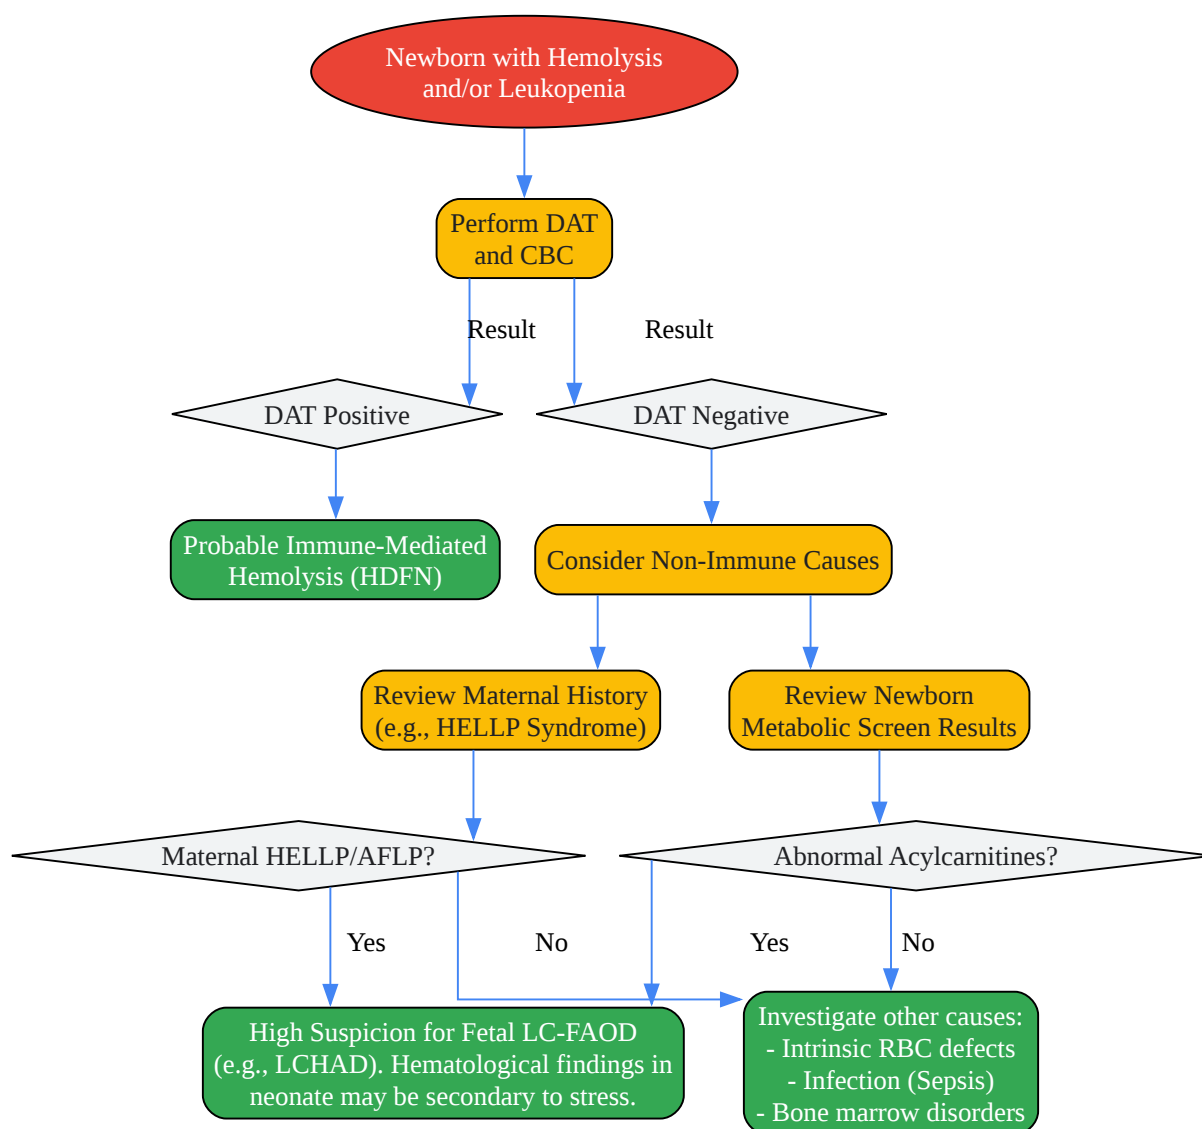 Newborn with Hemolysis
and/or Leukopenia
Perform DAT
and CBC
Result
Result
DAT Positive
DAT Negative
Probable Immune-Mediated
Hemolysis (HDFN)
Consider Non-Immune Causes
Review Maternal History
(e.g., HELLP Syndrome)
Review Newborn
Metabolic Screen Results
Maternal HELLP/AFLP?
Abnormal Acylcarnitines?
Yes
No
Yes
No
High Suspicion for Fetal LC-FAOD
(e.g., LCHAD). Hematological findings in
neonate may be secondary to stress.
Investigate other causes:
- Intrinsic RBC defects
- Infection (Sepsis)
- Bone marrow disorders